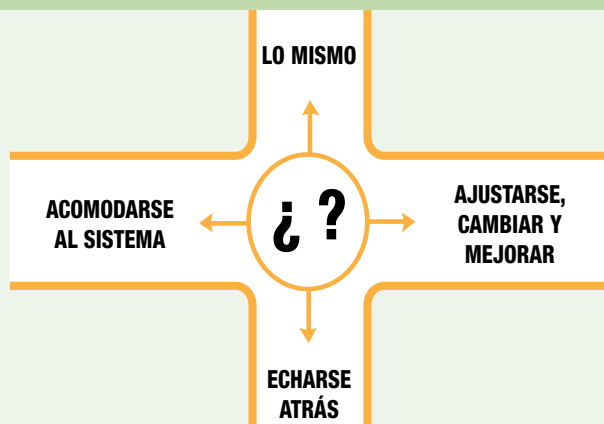 LO MISMO
ACOMODARSE
AL SISTEMA
¿ ?
AJUSTARSE,
CAMBIAR Y
MEJORAR
ECHARSE
ATRÁS